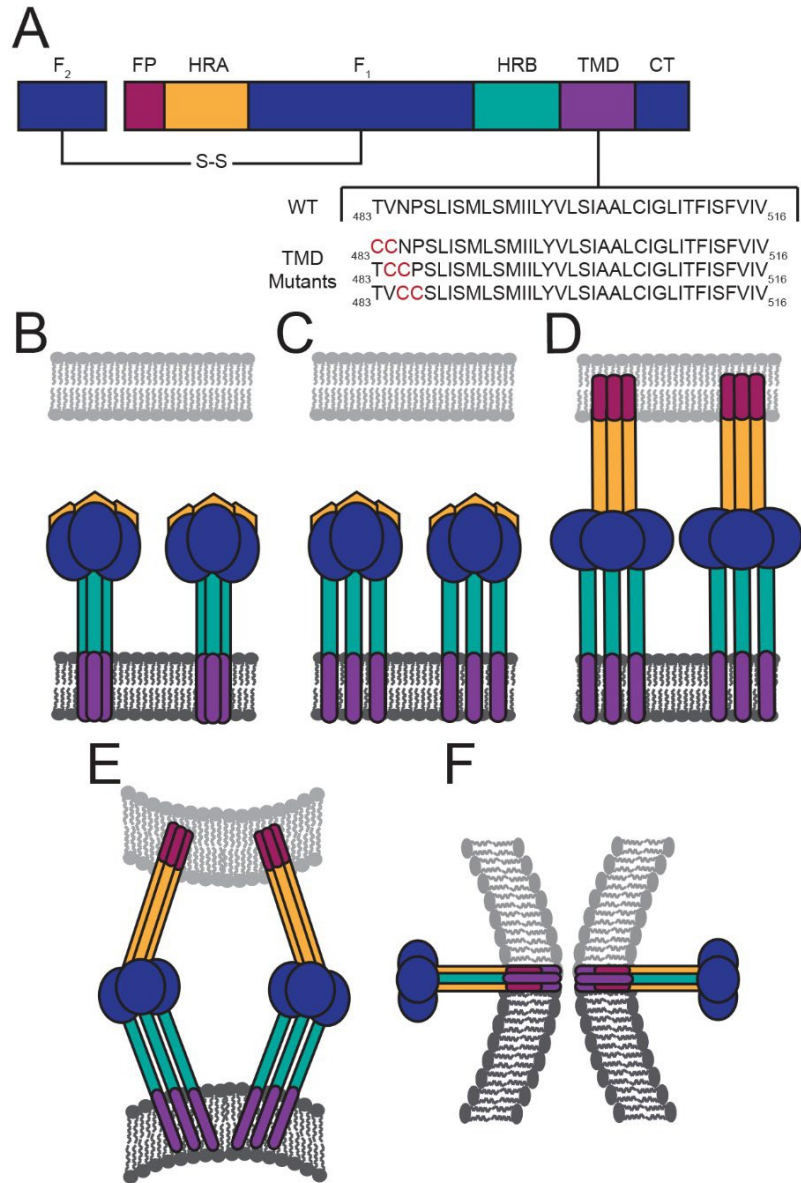 A
F2 FP HRA F1 HRB TMD CT
S-S
WT 483TVNPSLISMLSMIILYVLSIAALCIGLITFISFVIV516
TMD Mutants
483CCNPSLISMLSMIILYVLSIAALCIGLITFISFVIV516
483TCCPSLISMLSMIILYVLSIAALCIGLITFISFVIV516
483TVCCSLISMLSMIILYVLSIAALCIGLITFISFVIV516
B C D
E F